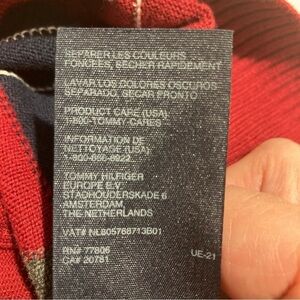 SEPARER LES COULEURS
FONCEES, SECHER RAPIDEMENT
LAVAR LOS COLORES OSCUROS
SEPARADO, SECAR PRONTO
PRODUCT CARE (USA)
1-800-TOMMY-CARES
INFORMATION DE
NETTOYAGE (USA)
1-800-866-6922
TOMMY HILFIGER
EUROPE E.V.
STADHOUDERSKADE 6
AMSTERDAM,
THE NETHERLANDS
VAT# NL805768713B01
RN# 77806
CA# 20781
UE-21